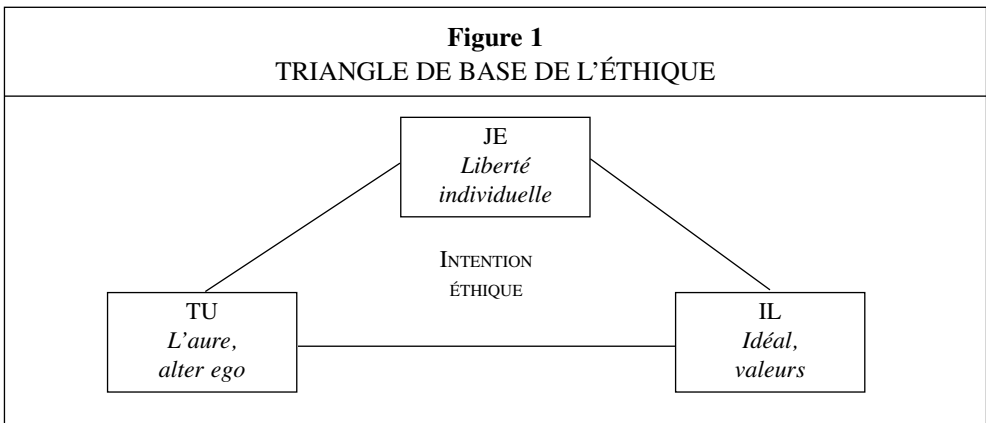 Figure 1
TRIANGLE DE BASE DE L'ÉTHIQUE
JE
Liberté
individuelle
INTENTION
ÉTHIQUE
TU
L'aure,
alter ego
IL
Idéal,
valeurs